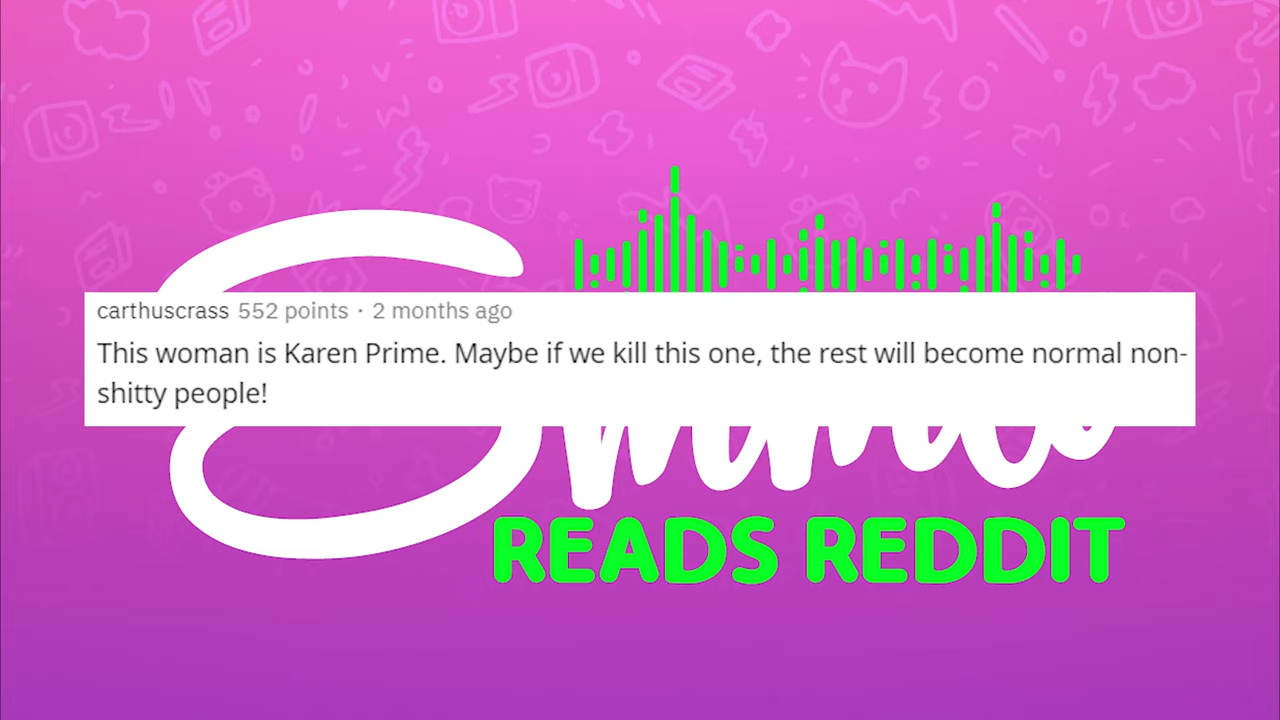 carthuscrass 552 points · 2 months ago
This woman is Karen Prime. Maybe if we kill this one, the rest will become normal non-
shitty people!
READS REDDIT